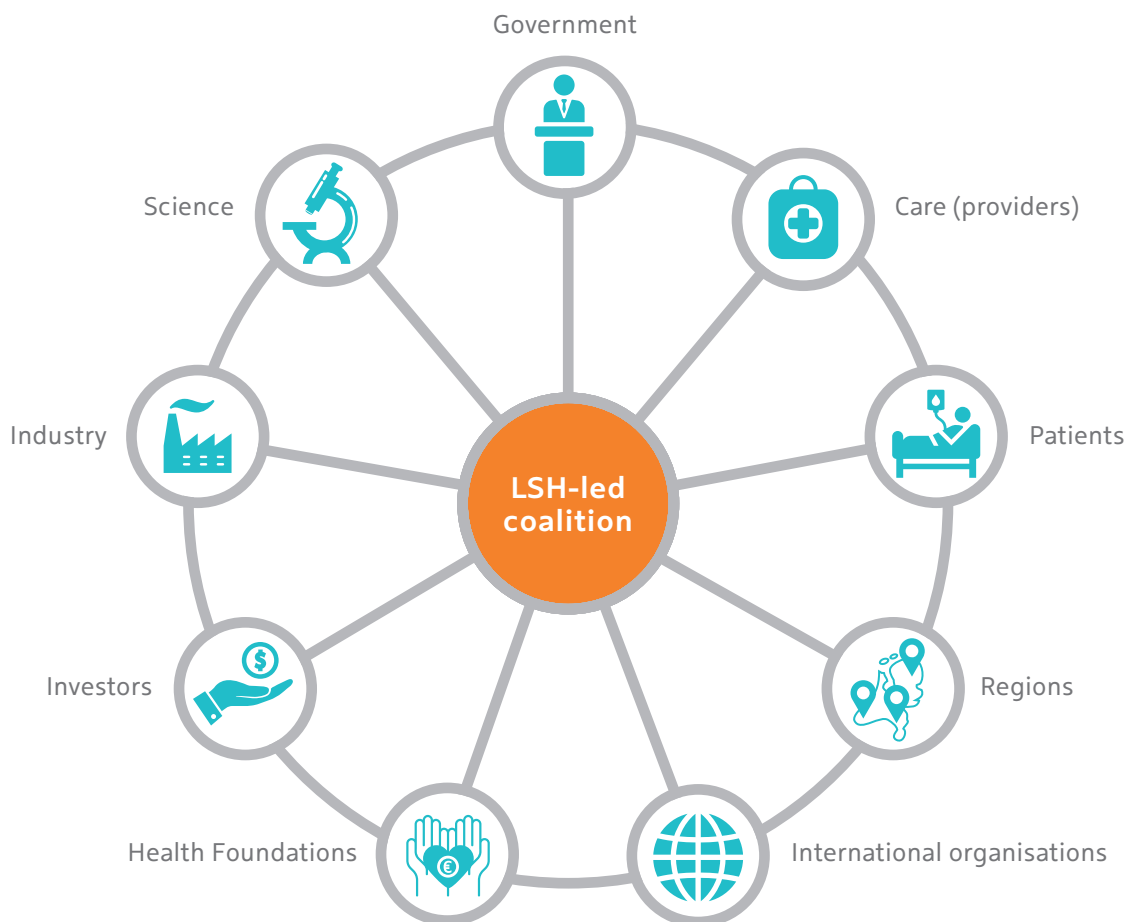 Government
Science
Care (providers)
Industry
Patients
LSH-led
coalition
Investors
$
Regions
Health Foundations
€
International organisations